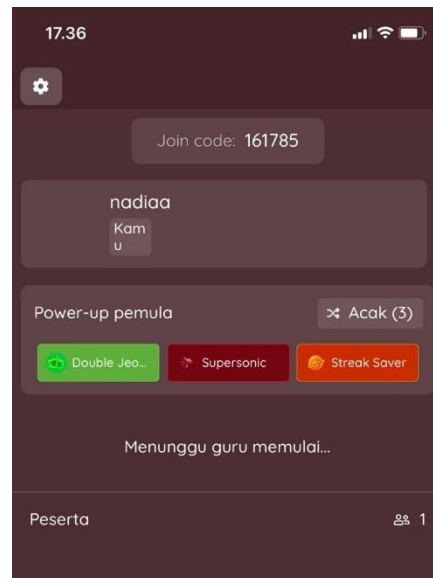 17.36
Join code: 161785
nadiaa
Kam
u
Power-up pemula
Acak (3)
Double Jeo...
Supersonic
Streak Saver
Menunggu guru memulai...
Peserta
1